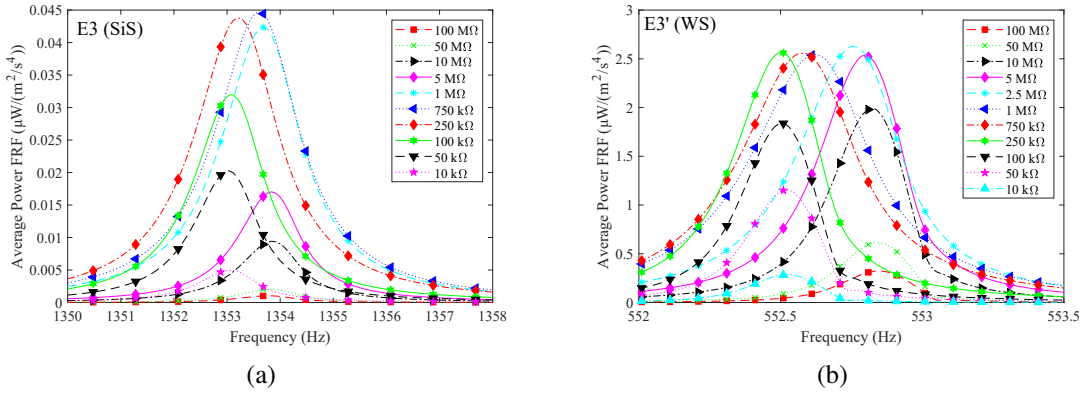 E3 (SiS)
Average Power FRF (µW/(m²/s⁴)
0.045
0.04
0.035
0.03
0.025
0.02
0.015
0.01
0.005
0
1350 1351 1352 1353 1354 1355 1356 1357 1358
Frequency (Hz)
100 MΩ
50 MΩ
10 MΩ
5 MΩ
1 MΩ
750 kΩ
250 kΩ
100 kΩ
50 kΩ
10 kΩ
(a)
E3' (WS)
Average Power FRF (µW/(m²/s⁴)
3
2.5
2
1.5
1
0.5
0
552 552.5 553 553.5
Frequency (Hz)
100 MΩ
50 MΩ
10 MΩ
5 MΩ
2.5 MΩ
1 MΩ
750 kΩ
250 kΩ
100 kΩ
50 kΩ
10 kΩ
(b)